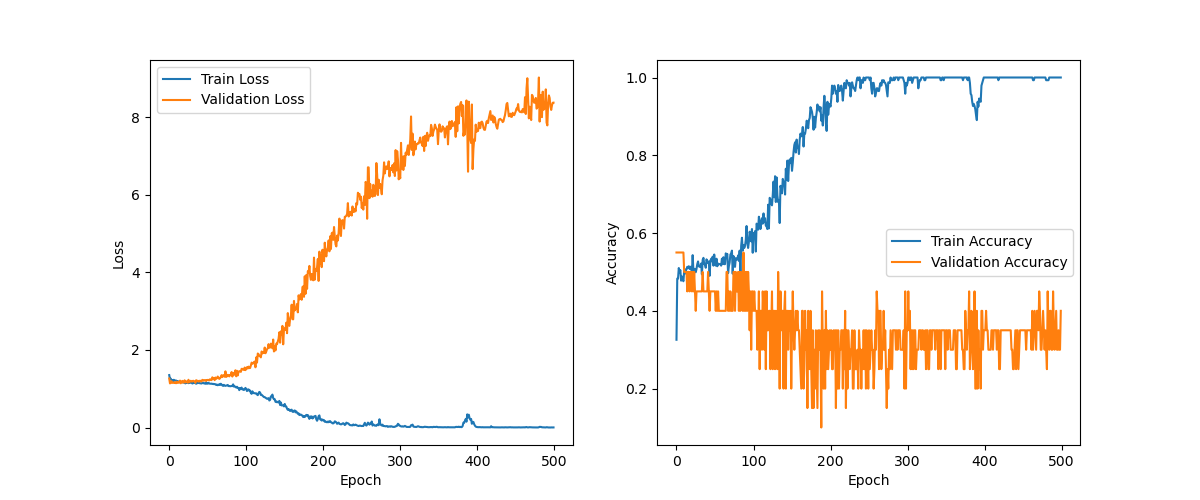 Train Loss
Validation Loss
8
6
4
2
0
Loss
0 100 200 300 400 500
Epoch
1.0
0.8
0.6
0.4
0.2
Accuracy
Train Accuracy
Validation Accuracy
0 100 200 300 400 500
Epoch